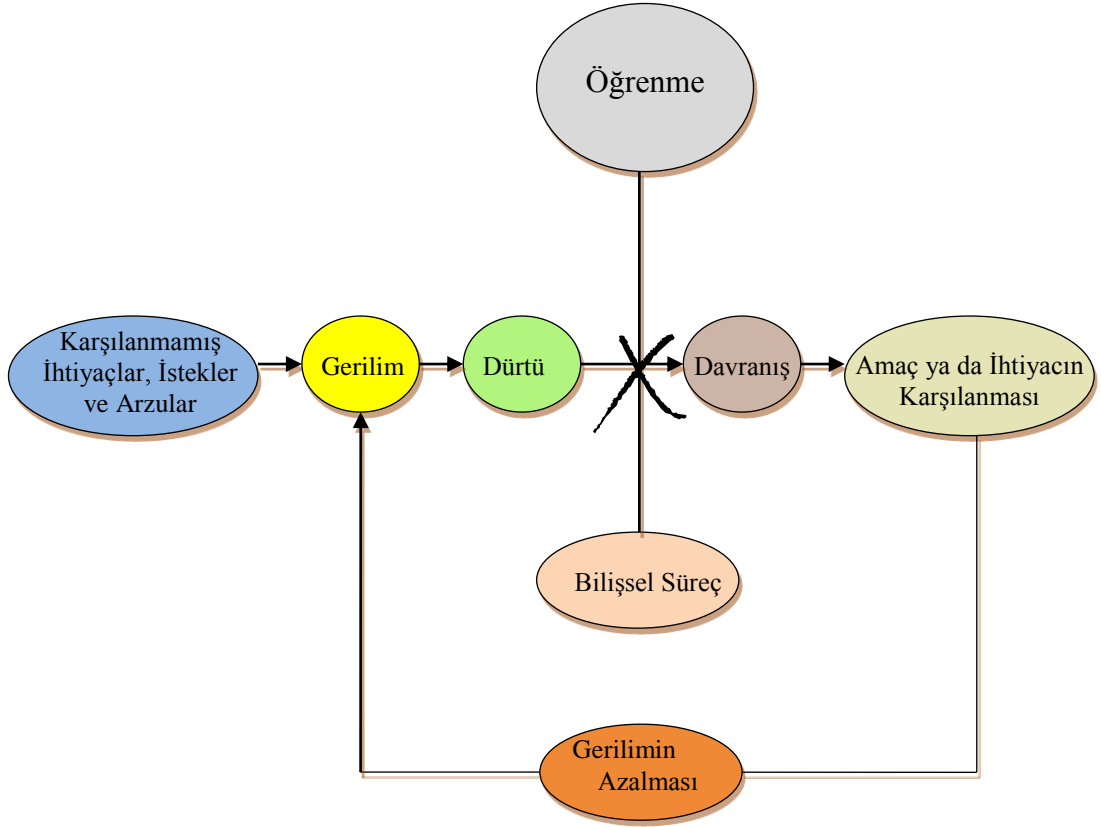 Öğrenme
Karşılanmamış
İhtiyaçlar, İstekler
ve Arzular
Gerilim
Dürtü
Davranış
Amaç ya da İhtiyacın
Karşılanması
Bilişsel Süreç
Gerilimin
Azalması